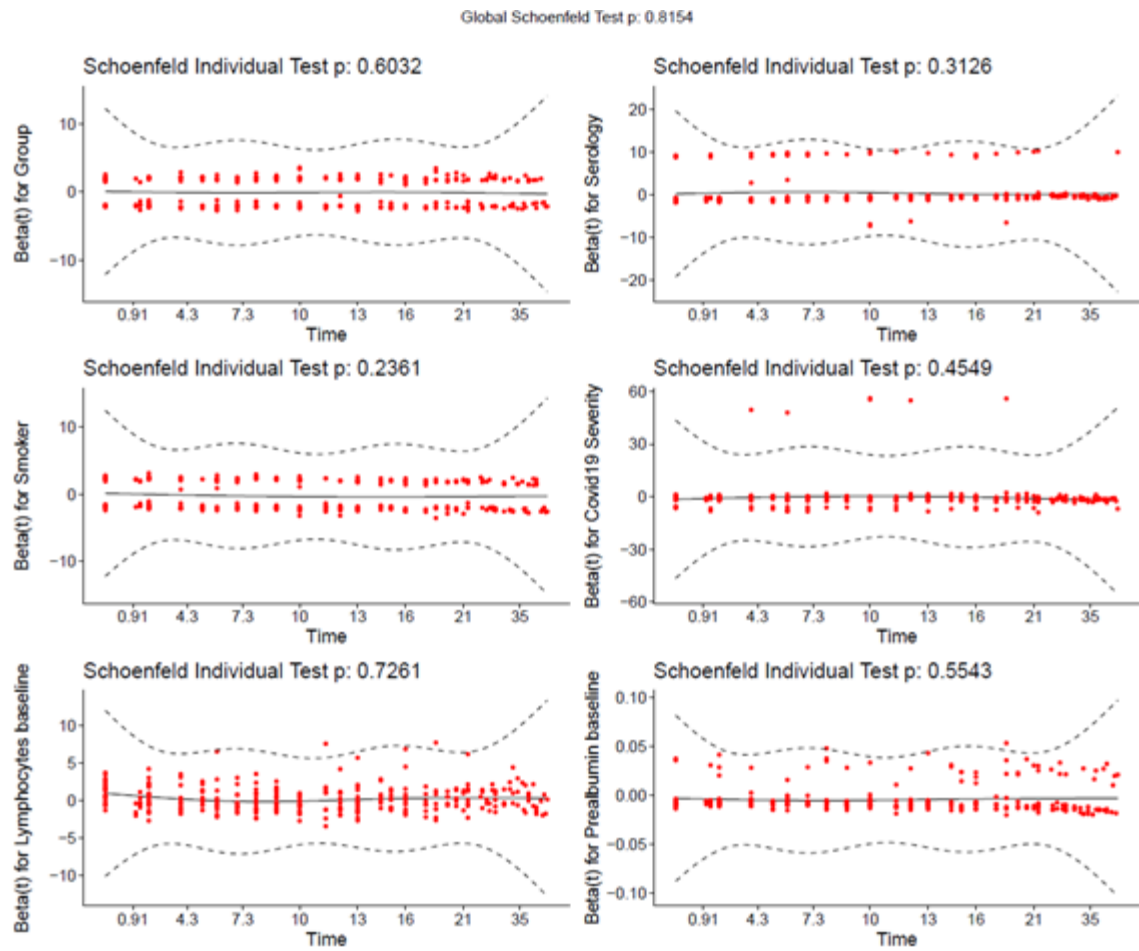 Global Schoenfeld Test p: 0.8154
Schoenfeld Individual Test p: 0.6032
Beta(t) for Group
10
0
−10
0.91 4.3 7.3 10 13 16 21 35
Time
Schoenfeld Individual Test p: 0.3126
Beta(t) for Serology
20
10
0
−10
−20
0.91 4.3 7.3 10 13 16 21 35
Time
Schoenfeld Individual Test p: 0.2361
Beta(t) for Smoker
10
0
−10
0.91 4.3 7.3 10 13 16 21 35
Time
Schoenfeld Individual Test p: 0.4549
Beta(t) for Covid19 Severity
60
30
0
−30
−60
0.91 4.3 7.3 10 13 16 21 35
Time
Schoenfeld Individual Test p: 0.7261
Beta(t) for Lymphocytes baseline
10
5
0
−5
−10
0.91 4.3 7.3 10 13 16 21 35
Time
Schoenfeld Individual Test p: 0.5543
Beta(t) for Prealbumin baseline
0.10
0.05
0.00
−0.05
−0.10
0.91 4.3 7.3 10 13 16 21 35
Time